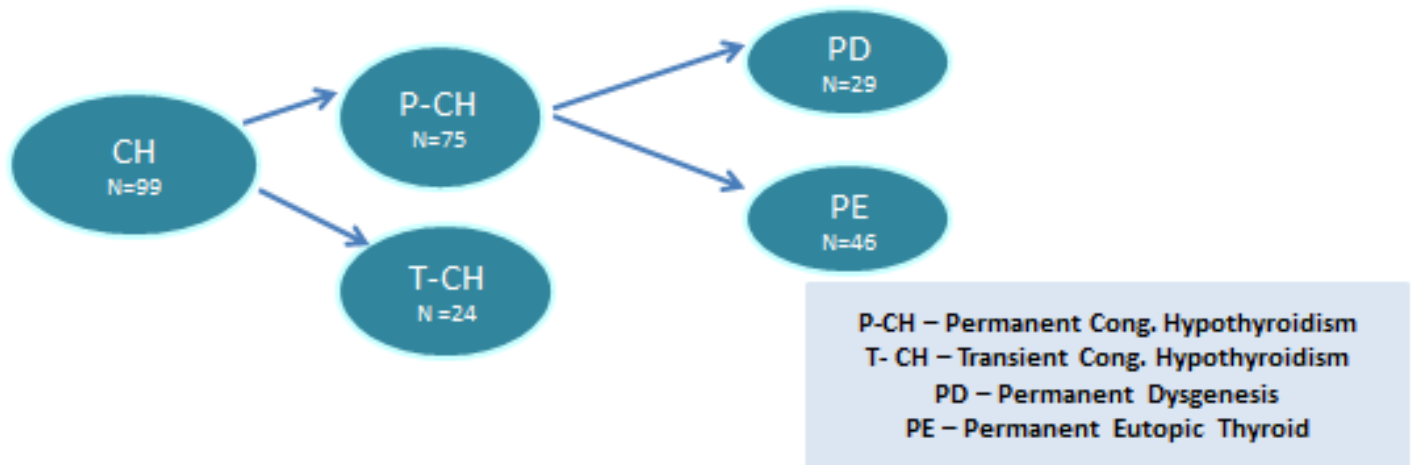 CH
N=99
P-CH
N=75
T-CH
N =24
PD
N=29
PE
N=46
P-CH – Permanent Cong. Hypothyroidism
T- CH – Transient Cong. Hypothyroidism
PD – Permanent Dysgenesis
PE – Permanent Eutopic Thyroid